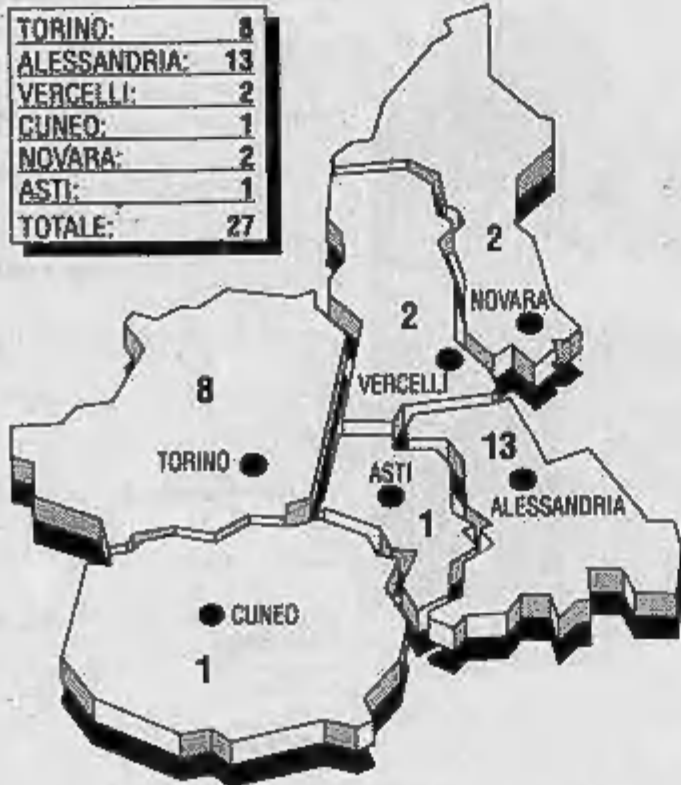 TORINO: 8
ALESSANDRIA: 13
VERCELLI: 2
CUNEO: 1
NOVARA: 2
ASTI: 1
TOTALE: 27
2
NOVARA
2
VERCELLI
8
TORINO
13
ALESSANDRIA
ASTI
1
CUNEO
1